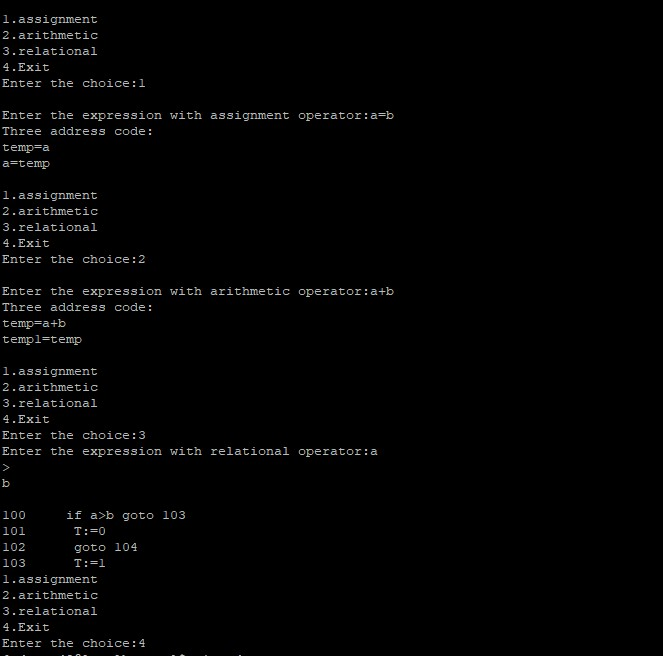 1.assignment
2.arithmetic
3.relational
4.Exit
Enter the choice:1
Enter the expression with assignment operator:a=b
Three address code:
temp=a
a=temp
1.assignment
2.arithmetic
3.relational
4.Exit
Enter the choice:2
Enter the expression with arithmetic operator:a+b
Three address code:
temp=a+b
temp1=temp
1.assignment
2.arithmetic
3.relational
4.Exit
Enter the choice:3
Enter the expression with relational operator:a
>
b
100     if a>b goto 103
101      T:=0
102      goto 104
103      T:=1
1.assignment
2.arithmetic
3.relational
4.Exit
Enter the choice:4